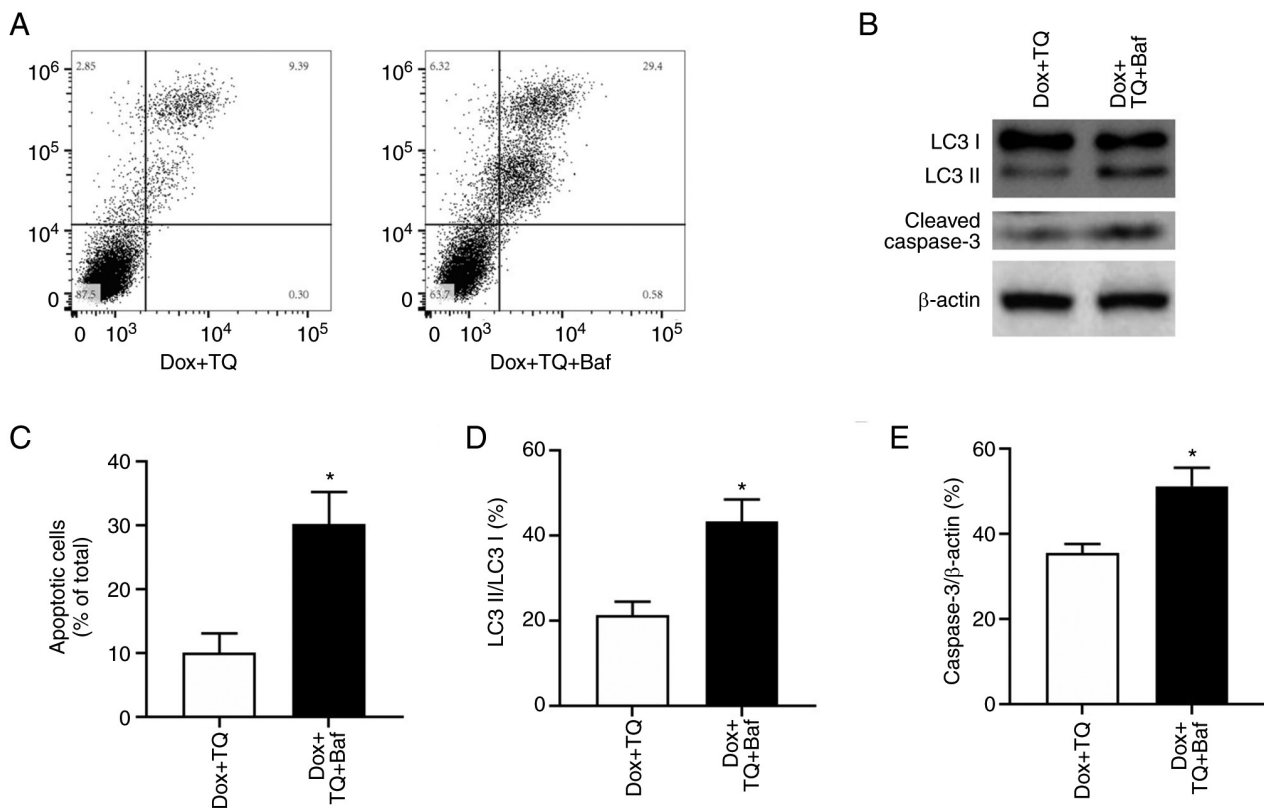 A
2.85
9.39
10⁶
10⁵
10⁴
0
87.5
0.30
0
10³
10⁴
10⁵
Dox+TQ
6.32
29.4
10⁶
10⁵
10⁴
0
63.7
0.58
0
10³
10⁴
10⁵
Dox+TQ+Baf
B
Dox+TQ
Dox+
TQ+Baf
LC3 I
LC3 II
Cleaved
caspase-3
β-actin
C
Apoptotic cells
(% of total)
40
30
20
10
0
*
Dox+TQ
Dox+
TQ+Baf
D
LC3 II/LC3 I (%)
60
40
20
0
*
Dox+TQ
Dox+
TQ+Baf
E
Caspase-3/β-actin (%)
60
40
20
0
*
Dox+TQ
Dox+
TQ+Baf